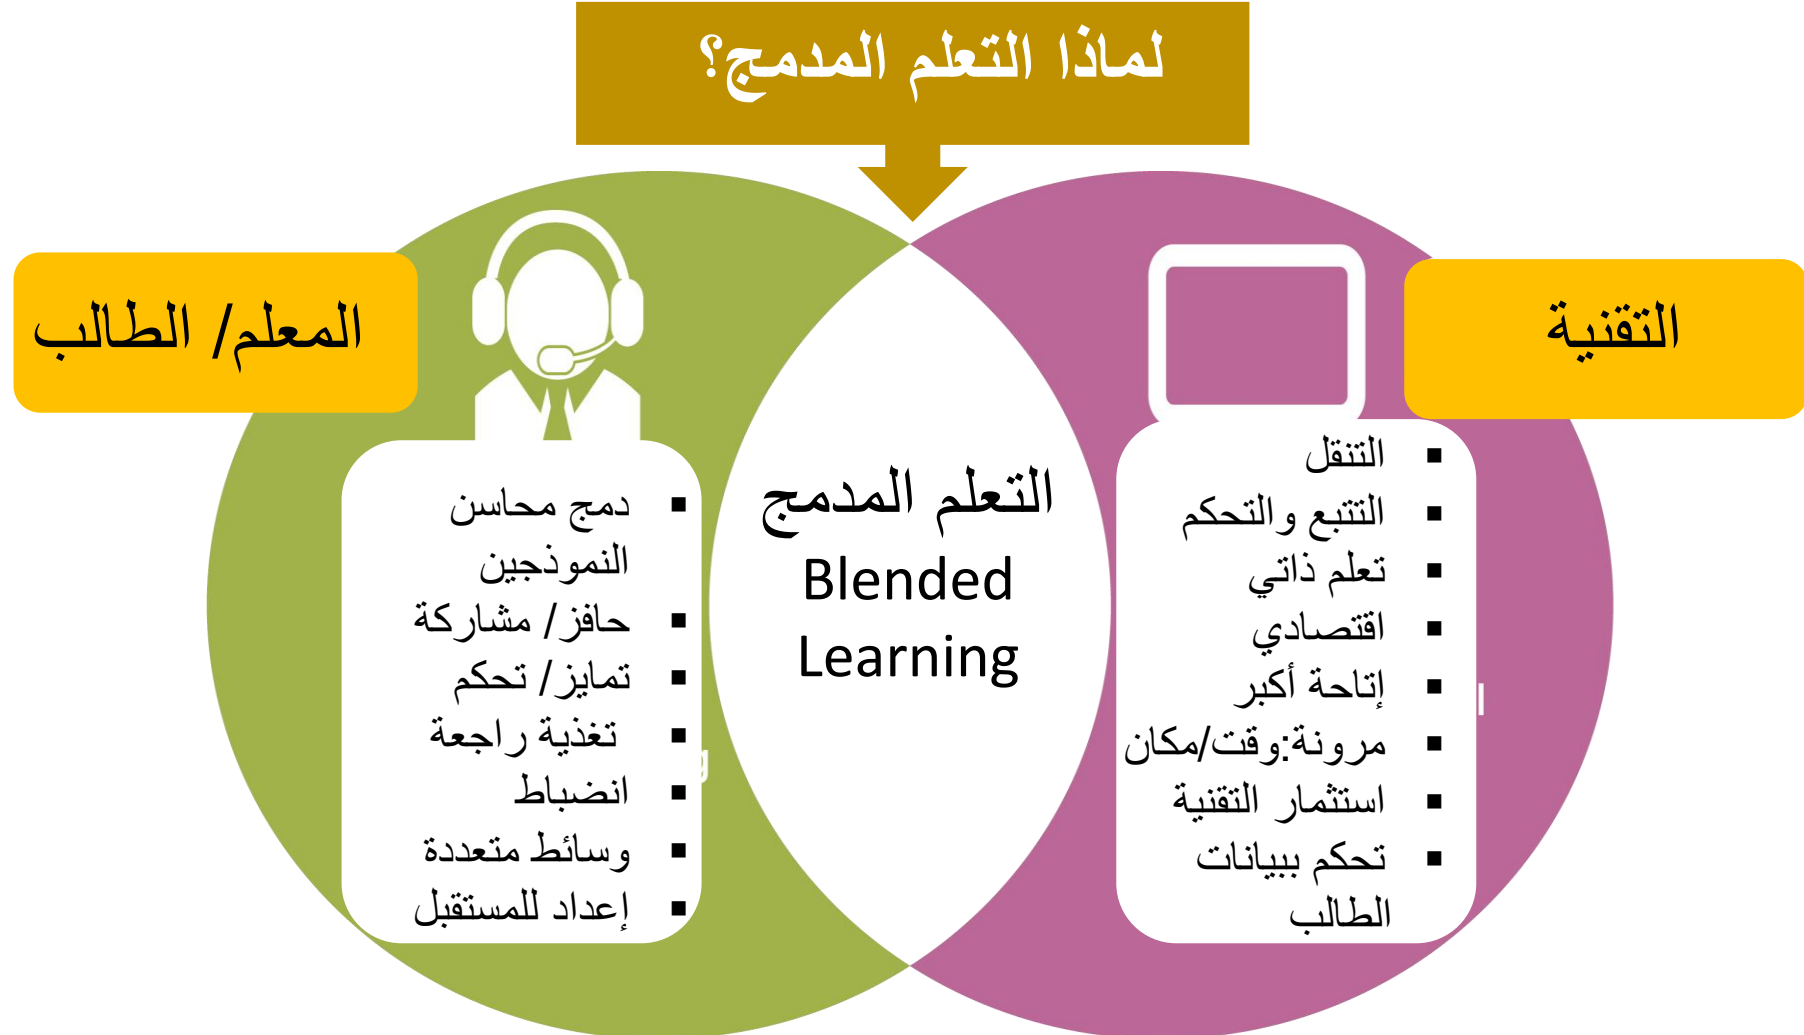 لماذا التعلم المدمج؟
التقنية
المعلم/ الطالب
التنقل
التتبع والتحكم
تعلم ذاتي
اقتصادي
إتاحة أكبر
مرونة:وقت/مكان
استثمار التقنية
تحكم ببيانات
الطالب
التعلم المدمج
Blended
Learning
دمج محاسن
النموذجين
حافز/ مشاركة
تمايز/ تحكم
تغذية راجعة
انضباط
وسائط متعددة
إعداد للمستقبل